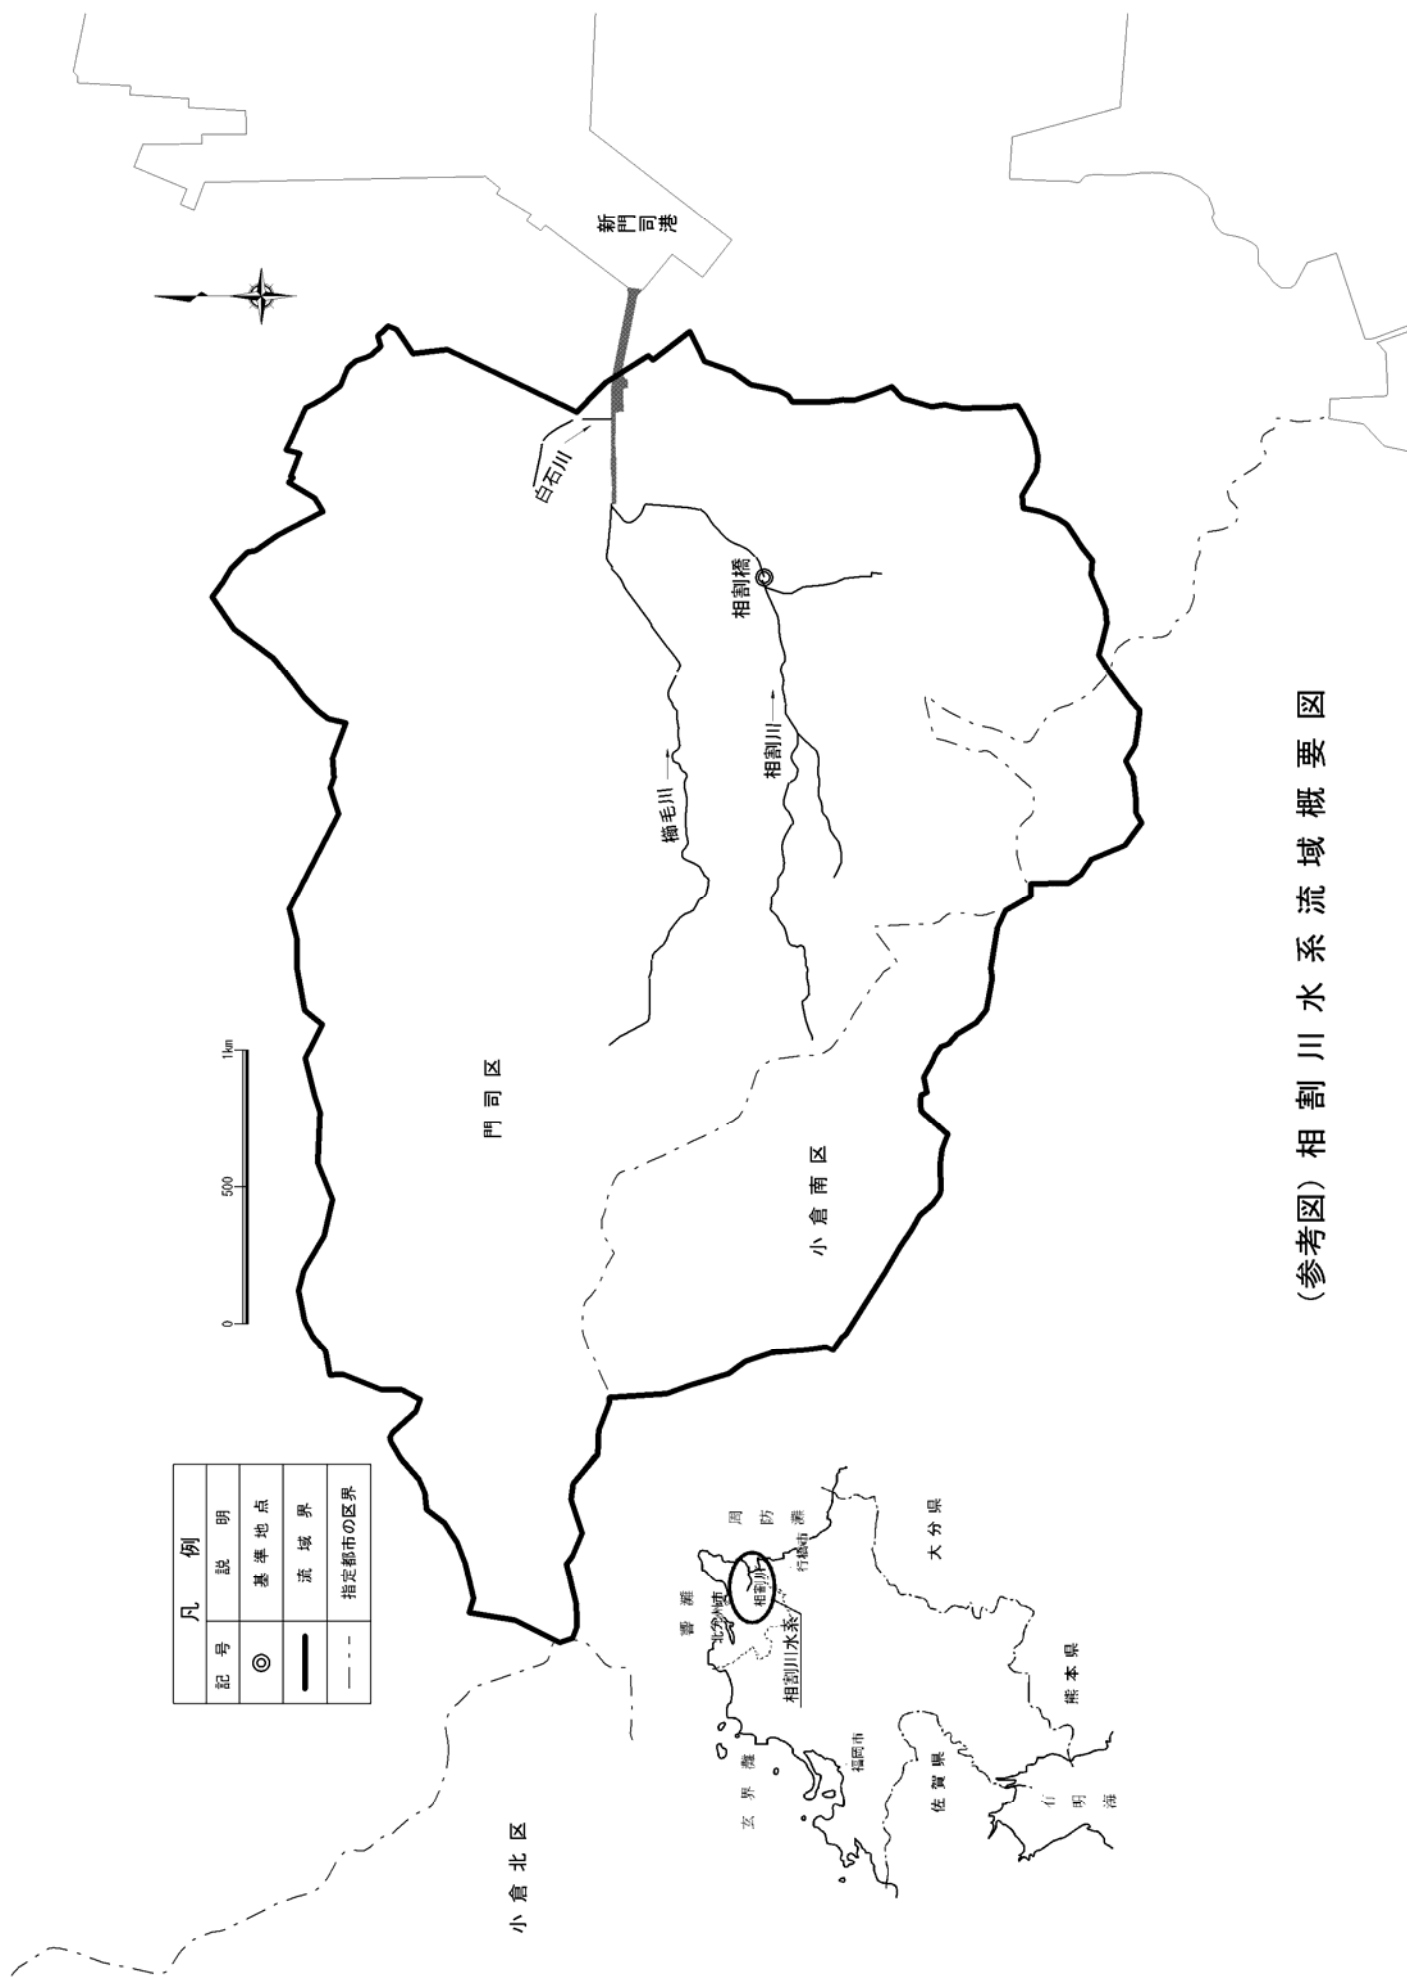 (参考図)相割川水系流域概要図
凡例
記号 説明
基準地点
流域界
指定都市の区界
0 500 1km
新門司港
白石川
相割橋
櫛毛川
相割川
門司区
小倉南区
小倉北区
響灘
周防灘
北九州市
相割川
行橋市
相割川水系
玄界灘
福岡市
大分県
佐賀県
熊本県
有明海